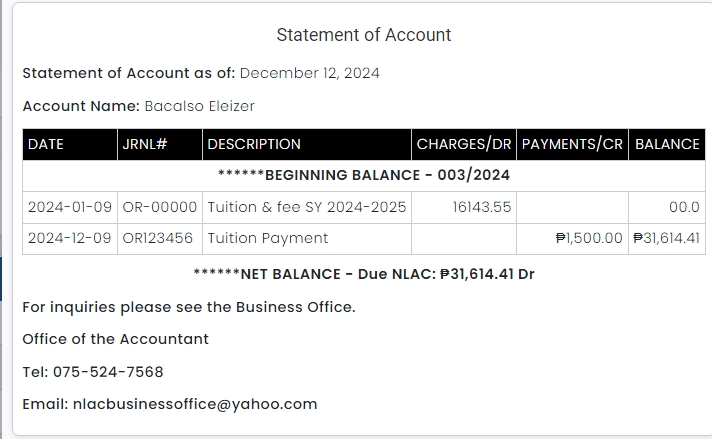 Statement of Account
Statement of Account as of: December 12, 2024
Account Name: Bacalso Eleizer
DATE JRNL# DESCRIPTION CHARGES/DR PAYMENTS/CR BALANCE
******BEGINNING BALANCE - 003/2024
2024-01-09 OR-00000 Tuition & fee SY 2024-2025 16143.55 00.0
2024-12-09 OR123456 Tuition Payment ₱1,500.00 ₱31,614.41
******NET BALANCE - Due NLAC: ₱31,614.41 Dr
For inquiries please see the Business Office.
Office of the Accountant
Tel: 075-524-7568
Email: nlacbusinessoffice@yahoo.com